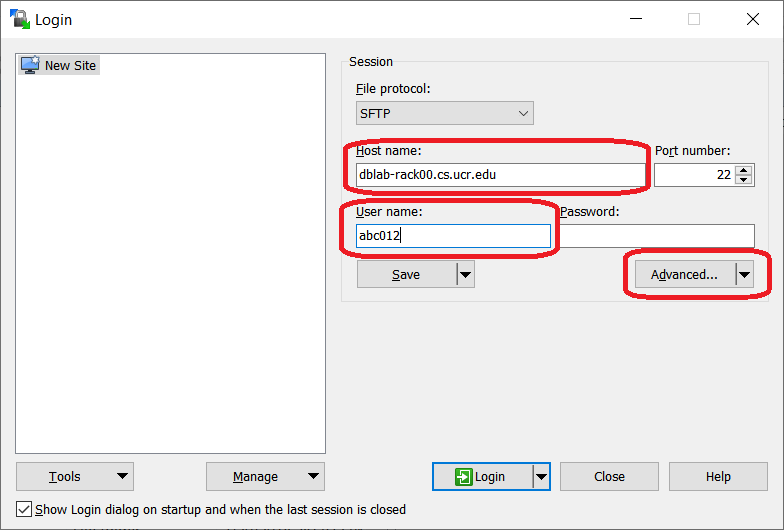 Login
New Site
Session
File protocol:
SFTP
Host name:
Port number:
dblab-rack00.cs.ucr.edu
22
User name:
Password:
abc012
Save
Advanced...
Tools
Manage
Login
Close
Help
Show Login dialog on startup and when the last session is closed